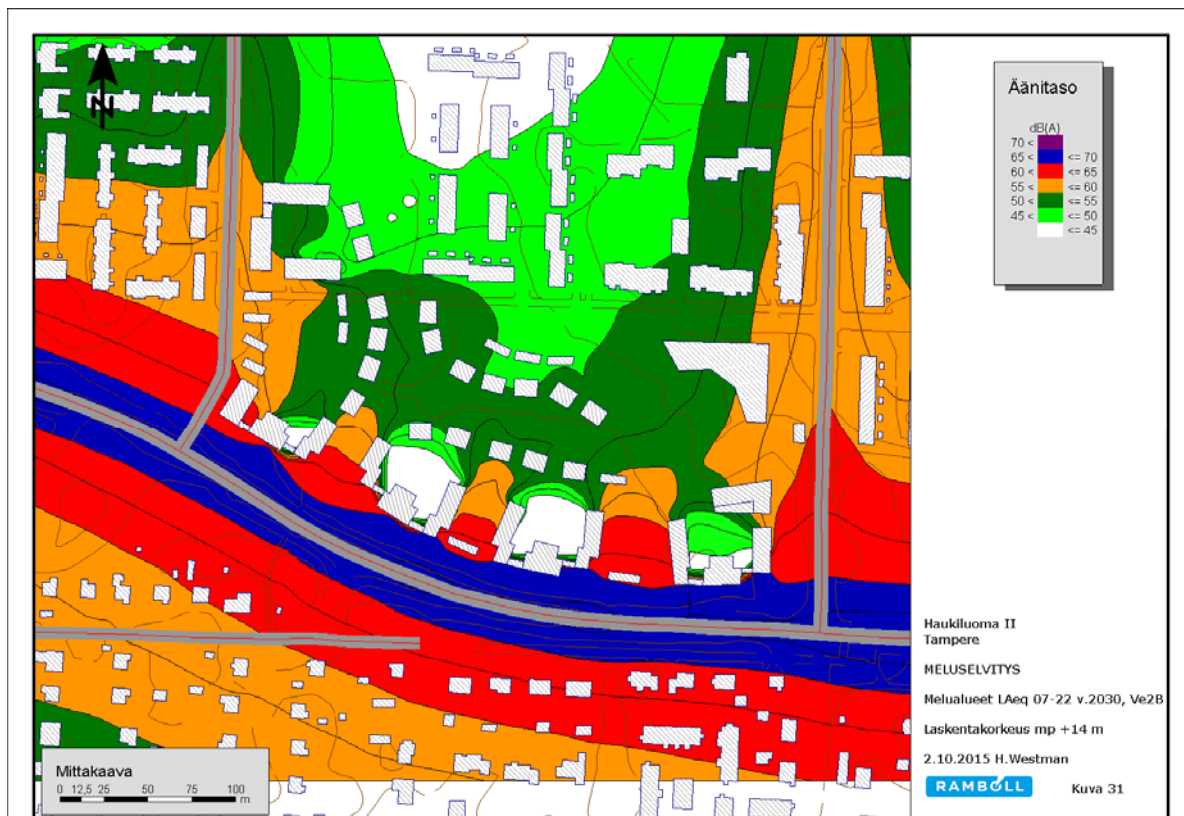 N
Äänitaso
dB(A)
70 <
65 < <= 70
60 < <= 65
55 < <= 60
50 < <= 55
45 < <= 50
<= 45
Haukiluoma II
Tampere
MELUSELVITYS
Melualueet LAeq 07-22 v.2030, Ve2B
Laskentakorkeus mp +14 m
2.10.2015 H.Westman
RAMBOLL Kuva 31
Mittakaava
0 12,5 25 50 75 100
m